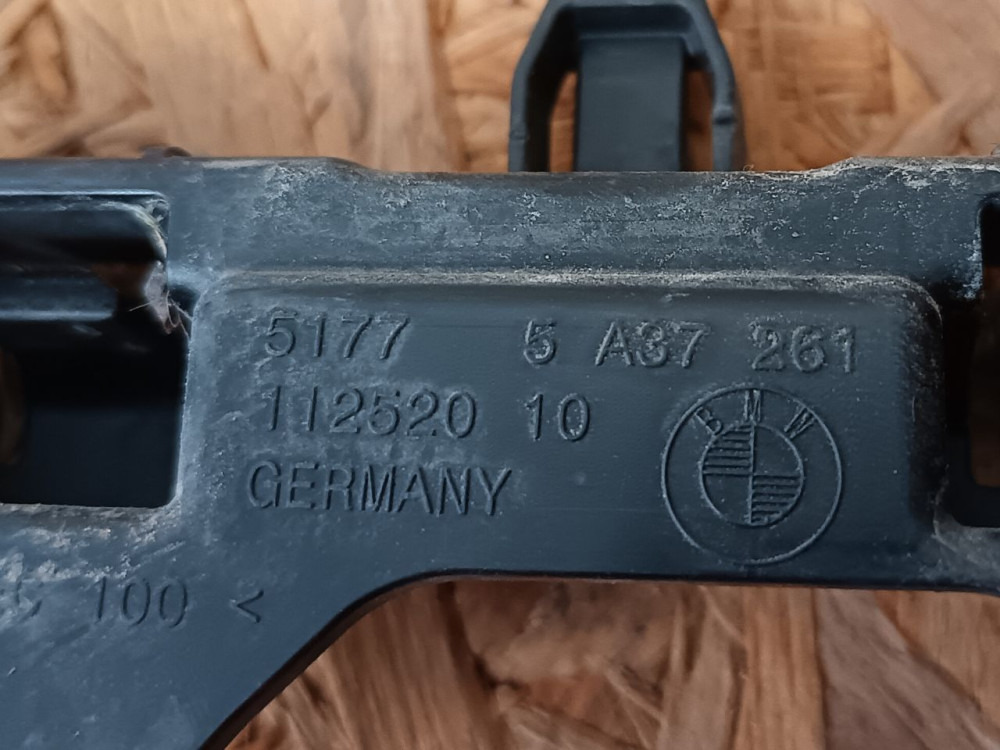 5177 5 A37 261
112520 10
GERMANY
BMW
100 <